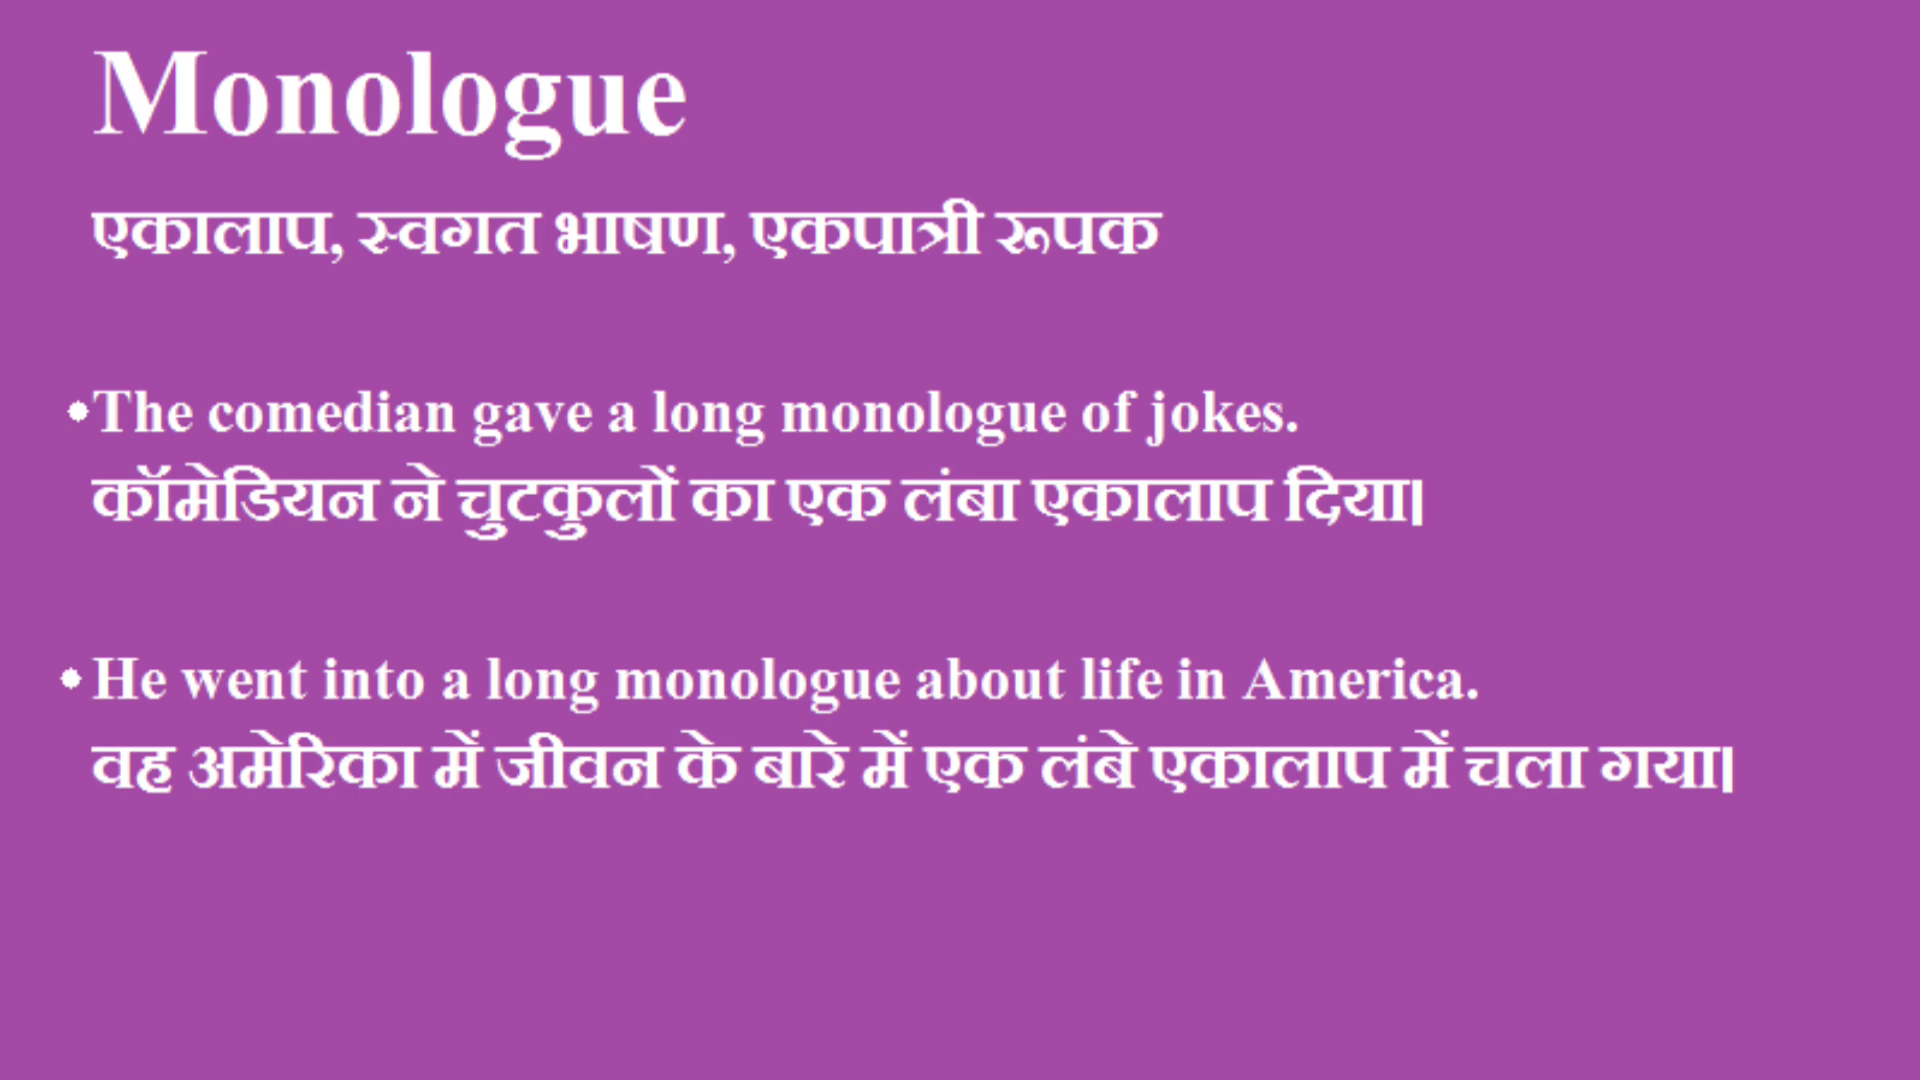 Monologue
एकालाप, स्वगत भाषण, एकपात्री रूपक
•The comedian gave a long monologue of jokes.
कॉमेडियन ने चुटकुलों का एक लंबा एकालाप दिया।
• He went into a long monologue about life in America.
वह अमेरिका में जीवन के बारे में एक लंबे एकालाप में चला गया।